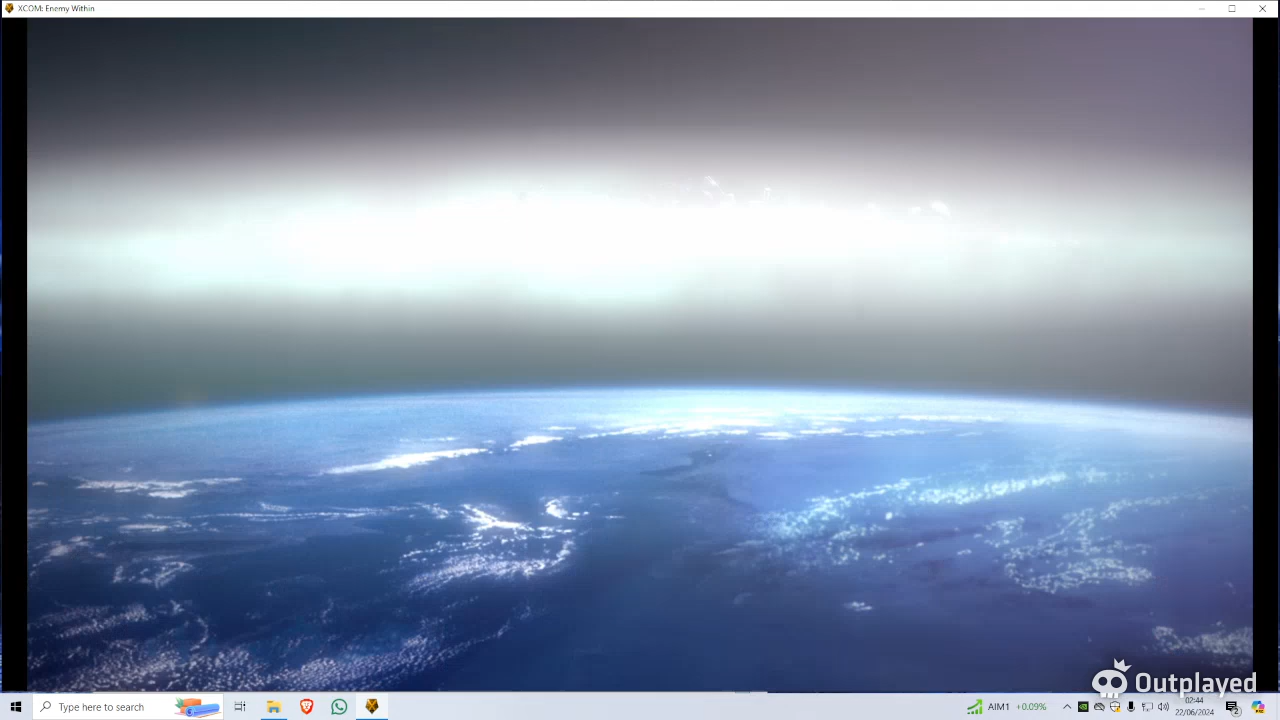 XCOM: Enemy Within
Outplayed
Type here to search
AIM1 +0.09%
02:44
22/06/2024